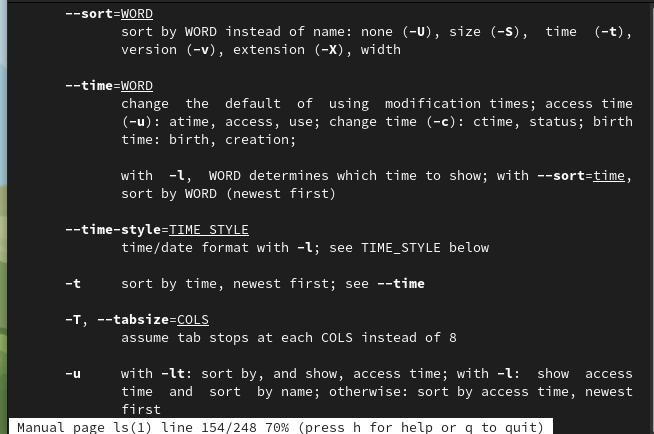 --sort=WORD
sort by WORD instead of name: none (-U), size (-S), time (-t),
version (-v), extension (-X), width
--time=WORD
change the default of using modification times; access time
(-u): atime, access, use; change time (-c): ctime, status; birth
time: birth, creation;
with -l, WORD determines which time to show; with --sort=time,
sort by WORD (newest first)
--time-style=TIME_STYLE
time/date format with -l; see TIME_STYLE below
-t sort by time, newest first; see --time
-T, --tabsize=COLS
assume tab stops at each COLS instead of 8
-u with -lt: sort by, and show, access time; with -l: show access
time and sort by name; otherwise: sort by access time, newest
first
Manual page ls(1) line 154/248 70% (press h for help or q to quit)